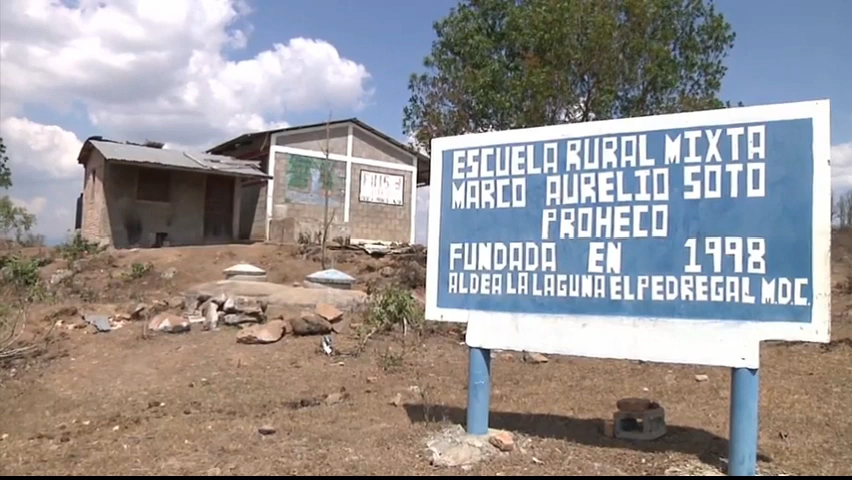 ESCUELA RURAL MIXTA
MARCO AURELIO SOTO
PROHECO
FUNDADA EN 1998
ALDEA LA LAGUNA EL PEDREGAL M.D.C.